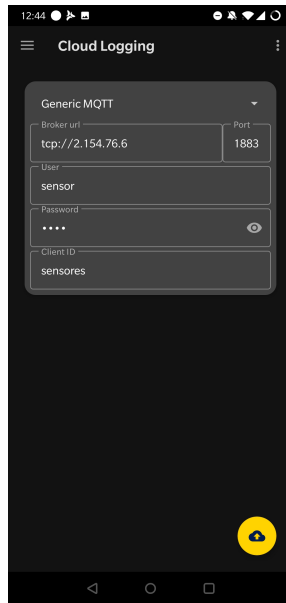 12:44
Cloud Logging
Generic MQTT
Broker url
Port
tcp://2.154.76.6
1883
User
sensor
Password
••••
Client ID
sensores